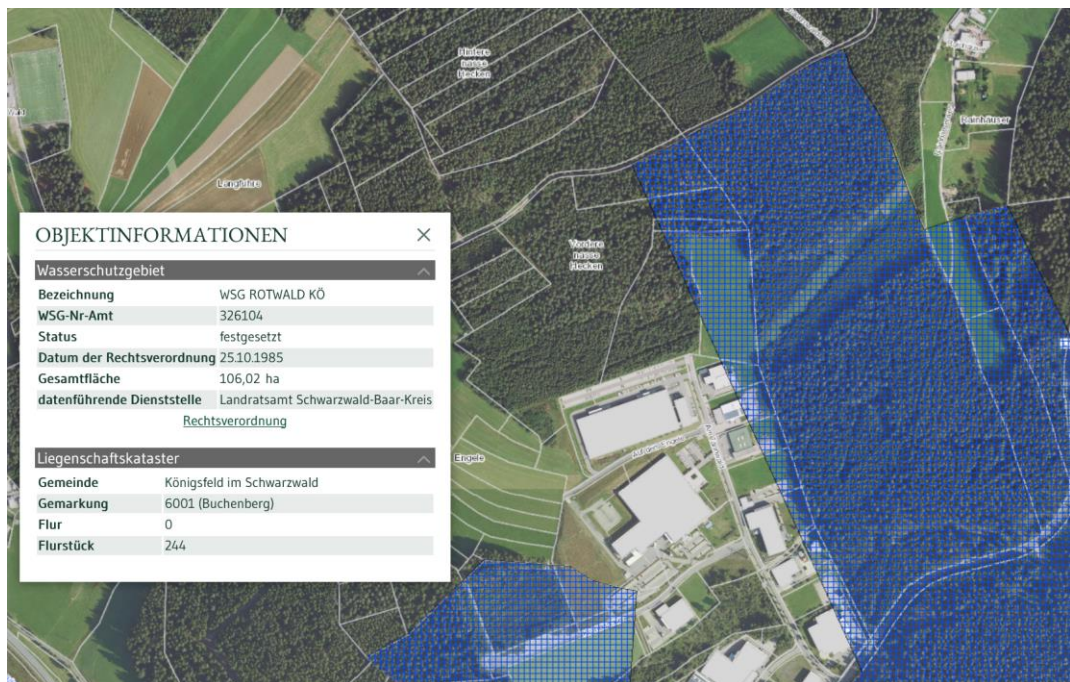 Hintere
nasse
Hecken
Langfuhre
Rainhäuser
Vordere
nasse
Hecken
Engele
OBJEKTINFORMATIONEN
Wasserschutzgebiet
Bezeichnung WSG ROTWALD KÖ
WSG-Nr-Amt 326104
Status festgesetzt
Datum der Rechtsverordnung 25.10.1985
Gesamtfläche 106,02 ha
datenführende Dienststelle Landratsamt Schwarzwald-Baar-Kreis
Rechtsverordnung
Liegenschaftskataster
Gemeinde Königsfeld im Schwarzwald
Gemarkung 6001 (Buchenberg)
Flur 0
Flurstück 244